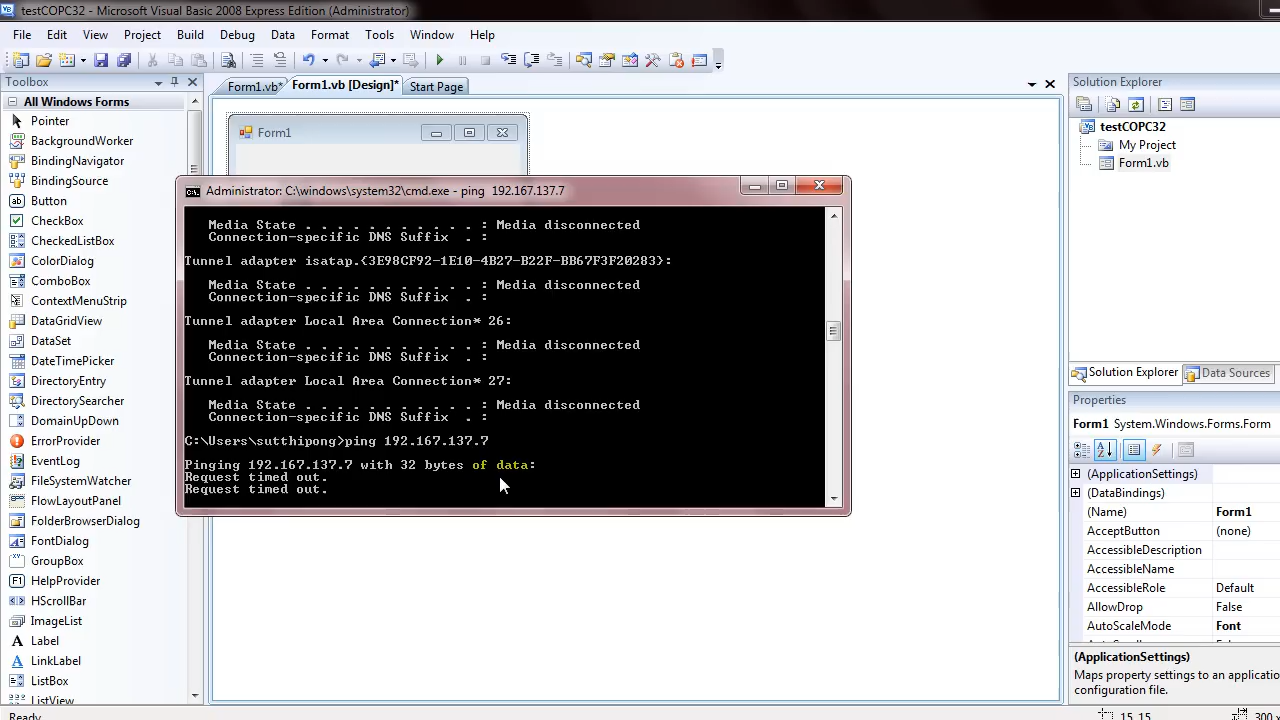 testCOPC32 - Microsoft Visual Basic 2008 Express Edition (Administrator)
File Edit View Project Build Debug Data Format Tools Window Help
Toolbox
All Windows Forms
Pointer
BackgroundWorker
BindingNavigator
BindingSource
Button
CheckBox
CheckedListBox
ColorDialog
ComboBox
ContextMenuStrip
DataGridView
DataSet
DateTimePicker
DirectoryEntry
DirectorySearcher
DomainUpDown
ErrorProvider
EventLog
FileSystemWatcher
FlowLayoutPanel
FolderBrowserDialog
FontDialog
GroupBox
HelpProvider
HScrollBar
ImageList
Label
LinkLabel
ListBox
ListView
Form1.vb* Form1.vb [Design]* Start Page
Form1
Administrator: C:\windows\system32\cmd.exe - ping 192.167.137.7
Media State . . . . . . . . . . . : Media disconnected
Connection-specific DNS Suffix . :
Tunnel adapter isatap.{3E98CF92-1E10-4B27-B22F-BB67F3F20283}:
Media State . . . . . . . . . . . : Media disconnected
Connection-specific DNS Suffix . :
Tunnel adapter Local Area Connection* 26:
Media State . . . . . . . . . . . : Media disconnected
Connection-specific DNS Suffix . :
Tunnel adapter Local Area Connection* 27:
Media State . . . . . . . . . . . : Media disconnected
Connection-specific DNS Suffix . :
C:\Users\sutthipong>ping 192.167.137.7
Pinging 192.167.137.7 with 32 bytes of data:
Request timed out.
Request timed out.
Solution Explorer
testCOPC32
My Project
Form1.vb
Solution Explorer Data Sources
Properties
Form1 System.Windows.Forms.Form
(ApplicationSettings)
(DataBindings)
(Name) Form1
AcceptButton (none)
AccessibleDescription
AccessibleName
AccessibleRole Default
AllowDrop False
AutoScaleMode Font
(ApplicationSettings)
Maps property settings to an application
configuration file.
Ready
15, 15
300